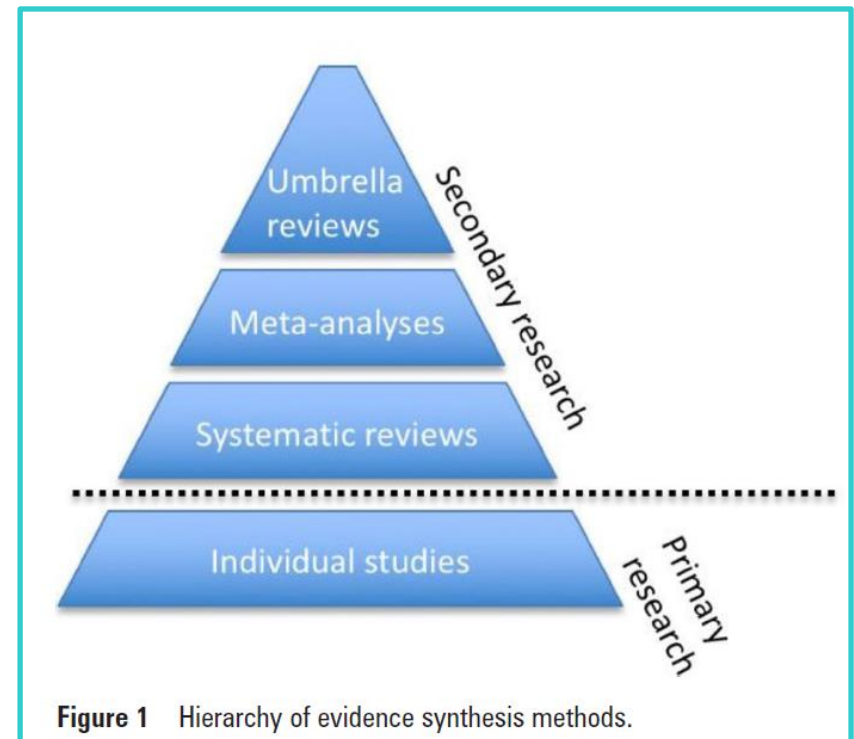 Umbrella
reviews
Secondary research
Meta-analyses
Systematic reviews
Individual studies
Primary
research
Figure 1 Hierarchy of evidence synthesis methods.